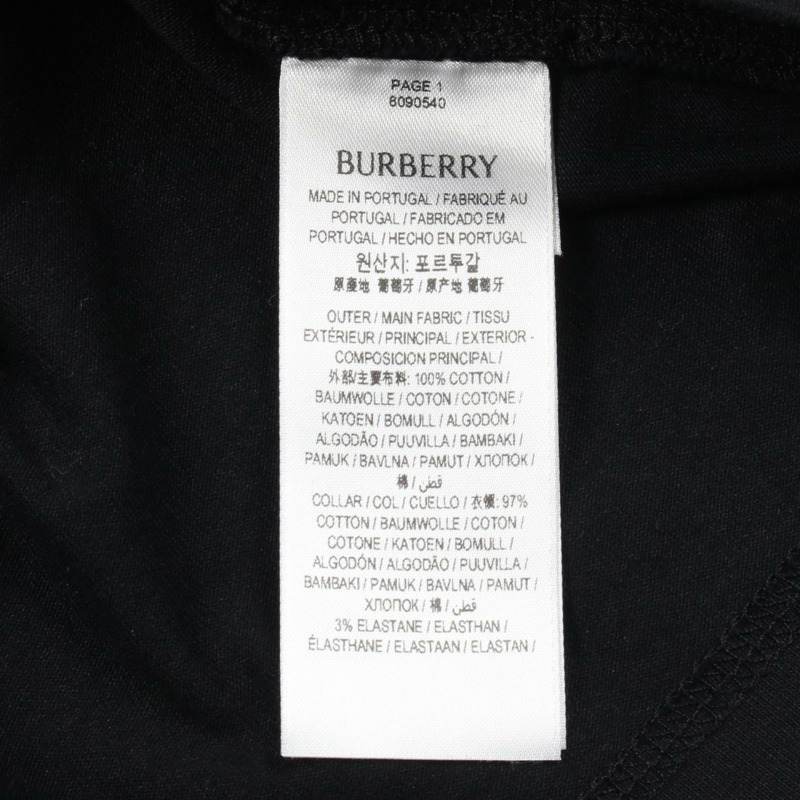 PAGE 1
8090540
BURBERRY
MADE IN PORTUGAL / FABRIQUÉ AU
PORTUGAL / FABRICADO EM
PORTUGAL / HECHO EN PORTUGAL
원산지: 포르투갈
原產地 葡萄牙 / 原产地 葡萄牙
OUTER / MAIN FABRIC / TISSU
EXTÉRIEUR / PRINCIPAL / EXTERIOR -
COMPOSICION PRINCIPAL /
外部/主要布料: 100% COTTON /
BAUMWOLLE / COTON / COTONE /
KATOEN / BOMULL / ALGODÓN /
ALGODÃO / PUUVILLA / BAMBAKI /
PAMUK / BAVLNA / PAMUT / ХЛОПОК /
棉 / قطن /
COLLAR / COL / CUELLO / 衣領: 97%
COTTON / BAUMWOLLE / COTON /
COTONE / KATOEN / BOMULL /
ALGODÓN / ALGODÃO / PUUVILLA /
BAMBAKI / PAMUK / BAVLNA / PAMUT /
ХЛОПОК / 棉 / قطن /
3% ELASTANE / ELASTHAN /
ÉLASTHANE / ELASTAAN / ELASTAN /